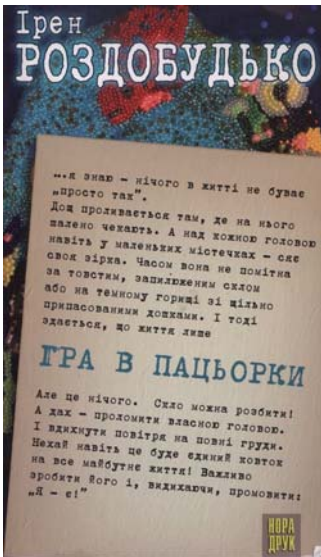 Ірен
РОЗДОБУДЬКО
...я знаю – нічого в житті не буває
„просто так".
Дощ проливається там, де на нього
шалено чекають. А над кожною головою
навіть у маленьких містечках – сяє
своя зірка. Часом вона не помітна
за товстим, запилюженим склом
або на темному горищі зі щільно
припасованими дошками. І тоді
здається, що життя лише
ГРА В ПАЦЬОРКИ
Але це нічого. Скло можна розбити!
А дах – проломити власною головою.
І вдихнути повітря на повні груди.
Нехай навіть це буде єдиний ковток
на все майбутнє життя! Важливо
зробити його і, видихаючи, промовити:
„Я – є!"
НОРА
ДРУК